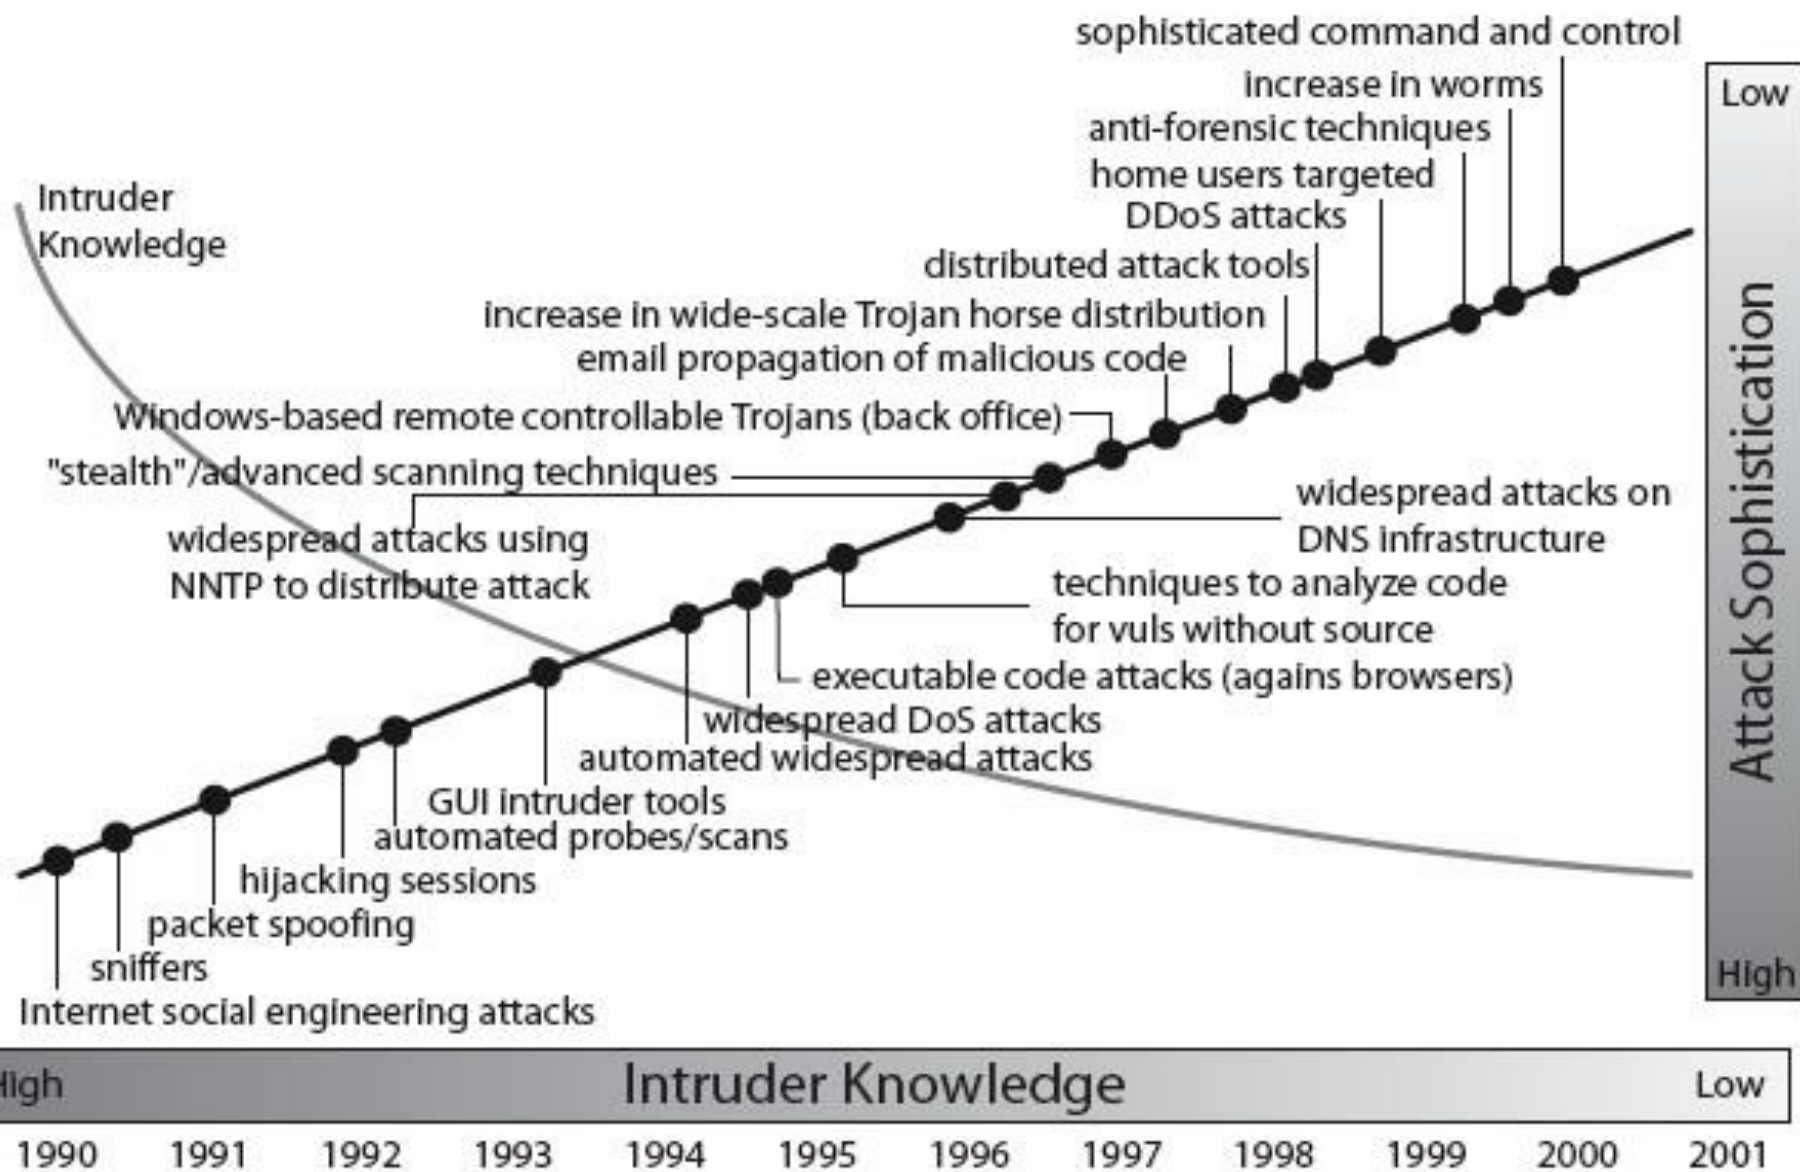 sophisticated command and control
increase in worms
Low
anti-forensic techniques
home users targeted
Intruder
Knowledge
DDoS attacks
distributed attack tools
increase in wide-scale Trojan horse distribution
email propagation of malicious code
Windows-based remote controllable Trojans (back office)
"stealth"/advanced scanning techniques
widespread attacks on
DNS infrastructure
widespread attacks using
NNTP to distribute attack
techniques to analyze code
for vuls without source
executable code attacks (agains browsers)
widespread DoS attacks
automated widespread attacks
GUI intruder tools
automated probes/scans
hijacking sessions
packet spoofing
sniffers
Internet social engineering attacks
Attack Sophistication
High
High Intruder Knowledge Low
1990 1991 1992 1993 1994 1995 1996 1997 1998 1999 2000 2001